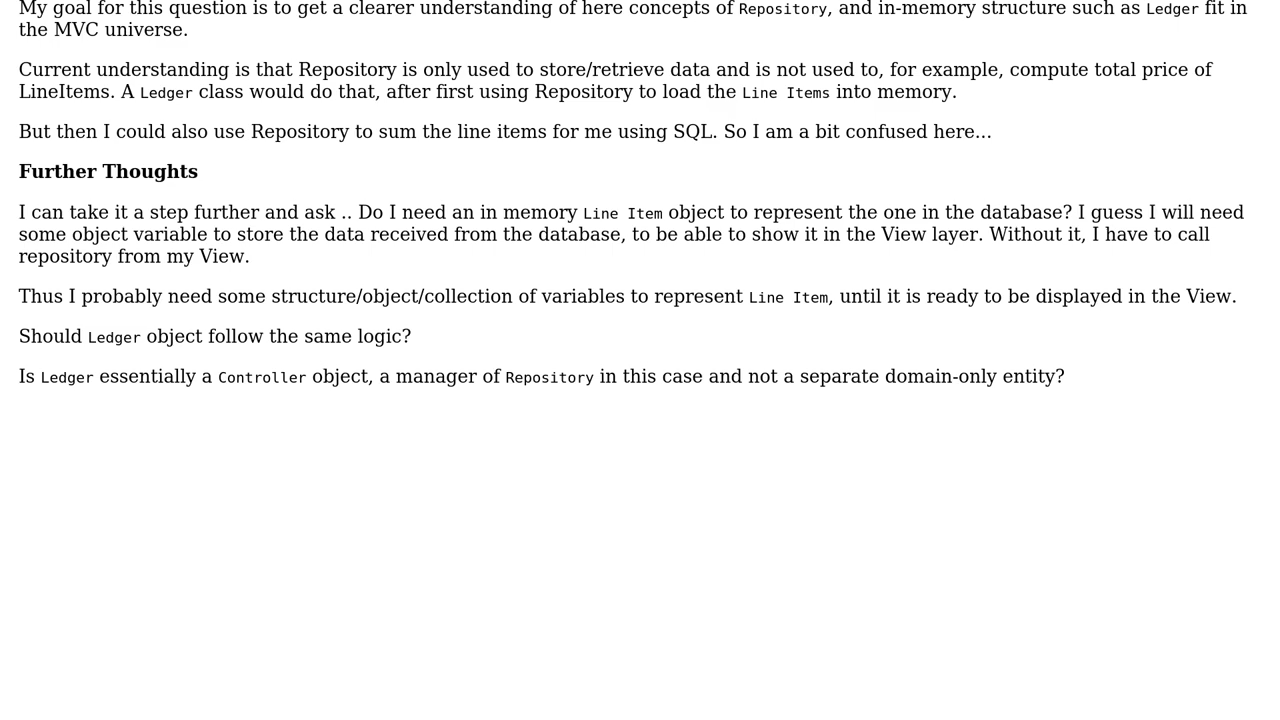 My goal for this question is to get a clearer understanding of here concepts of Repository, and in-memory structure such as Ledger fit in
the MVC universe.
Current understanding is that Repository is only used to store/retrieve data and is not used to, for example, compute total price of
LineItems. A Ledger class would do that, after first using Repository to load the Line Items into memory.
But then I could also use Repository to sum the line items for me using SQL. So I am a bit confused here...
Further Thoughts
I can take it a step further and ask .. Do I need an in memory Line Item object to represent the one in the database? I guess I will need
some object variable to store the data received from the database, to be able to show it in the View layer. Without it, I have to call
repository from my View.
Thus I probably need some structure/object/collection of variables to represent Line Item, until it is ready to be displayed in the View.
Should Ledger object follow the same logic?
Is Ledger essentially a Controller object, a manager of Repository in this case and not a separate domain-only entity?